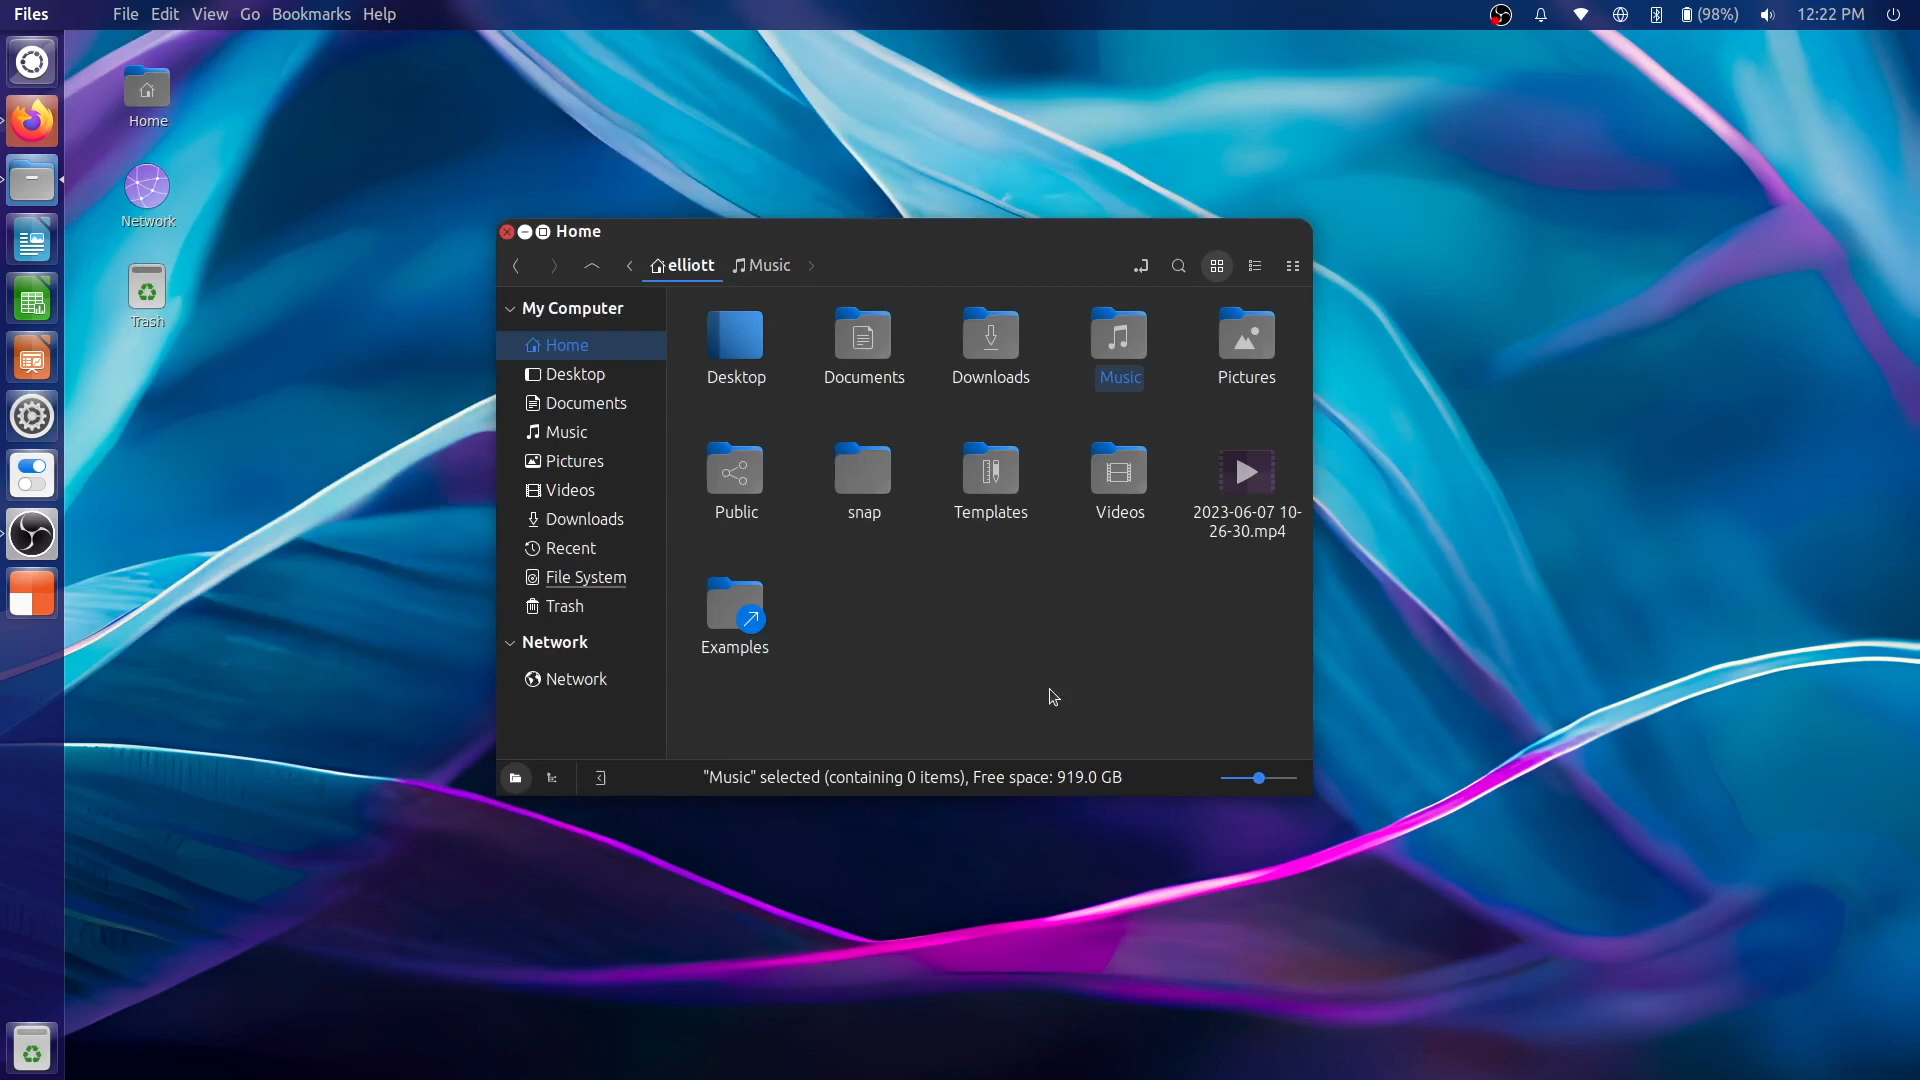 Files File Edit View Go Bookmarks Help (98%) 12:22 PM
Home
Network
Trash
Home
elliott Music
My Computer
Home
Desktop
Documents
Music
Pictures
Videos
Downloads
Recent
File System
Trash
Network
Network
Desktop Documents Downloads Music Pictures
Public snap Templates Videos 2023-06-07 10-
26-30.mp4
Examples
"Music" selected (containing 0 items), Free space: 919.0 GB